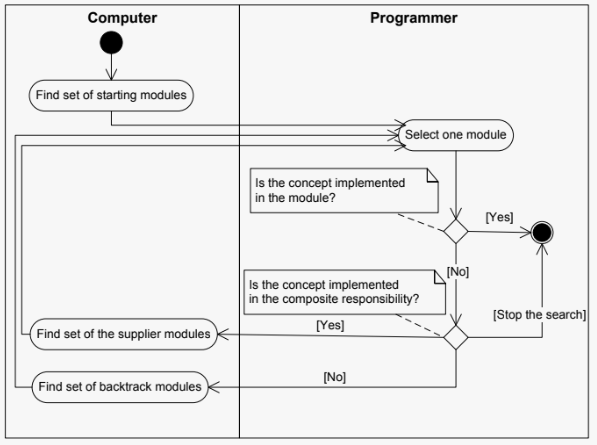 Computer
Programmer
Find set of starting modules
Select one module
Is the concept implemented
in the module?
[Yes]
[No]
Is the concept implemented
in the composite responsibility?
[Stop the search]
[Yes]
Find set of the supplier modules
[No]
Find set of backtrack modules